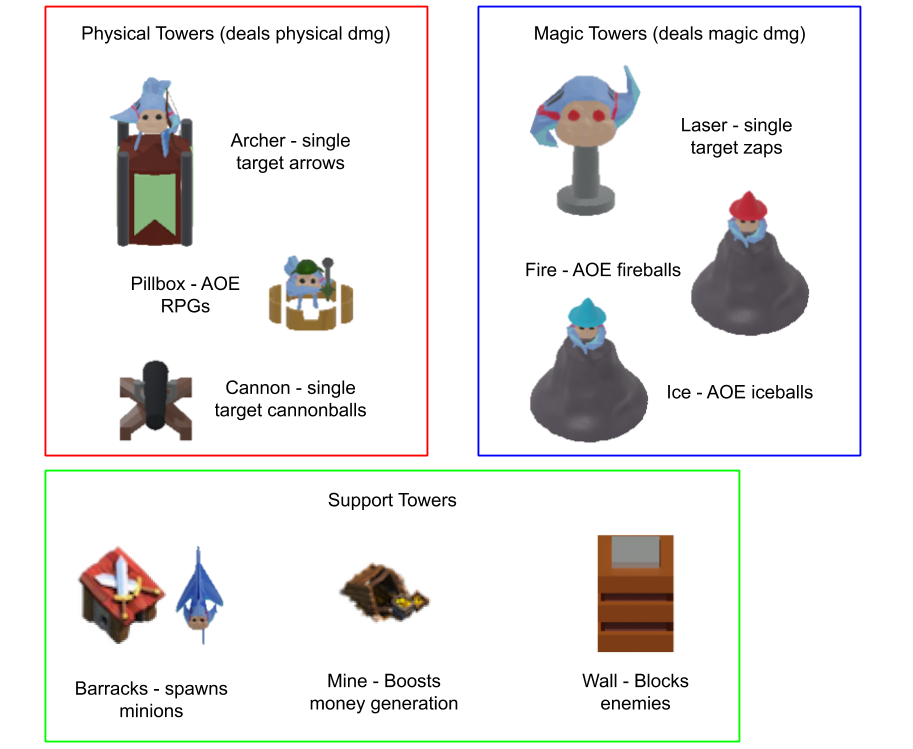 Physical Towers (deals physical dmg)
Archer - single
target arrows
Pillbox - AOE
RPGs
Cannon - single
target cannonballs
Magic Towers (deals magic dmg)
Laser - single
target zaps
Fire - AOE fireballs
Ice - AOE iceballs
Support Towers
Barracks - spawns
minions
Mine - Boosts
money generation
Wall - Blocks
enemies